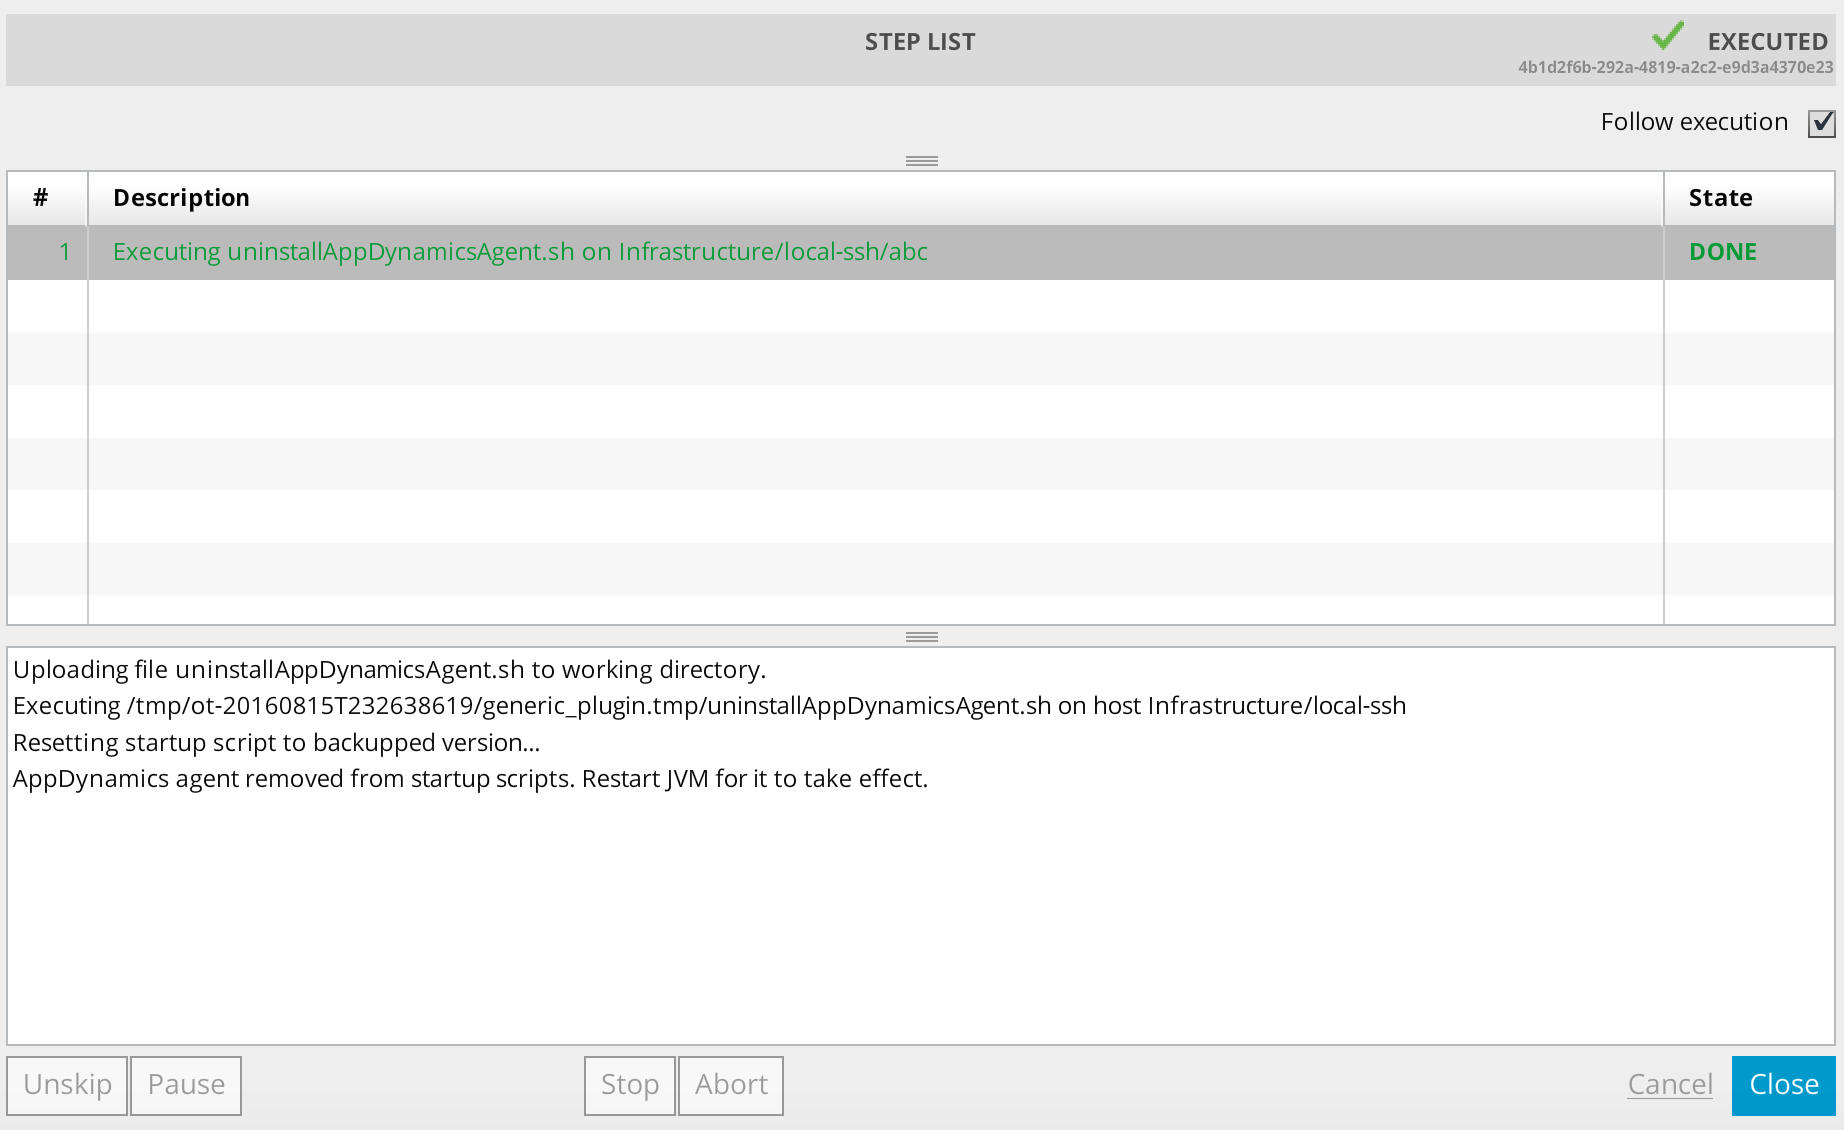 STEP LIST
EXECUTED
4b1d2f6b-292a-4819-a2c2-e9d3a4370e23
Follow execution
# Description State
1 Executing uninstallAppDynamicsAgent.sh on Infrastructure/local-ssh/abc DONE
Uploading file uninstallAppDynamicsAgent.sh to working directory.
Executing /tmp/ot-20160815T232638619/generic_plugin.tmp/uninstallAppDynamicsAgent.sh on host Infrastructure/local-ssh
Resetting startup script to backupped version...
AppDynamics agent removed from startup scripts. Restart JVM for it to take effect.
Unskip Pause Stop Abort Cancel Close